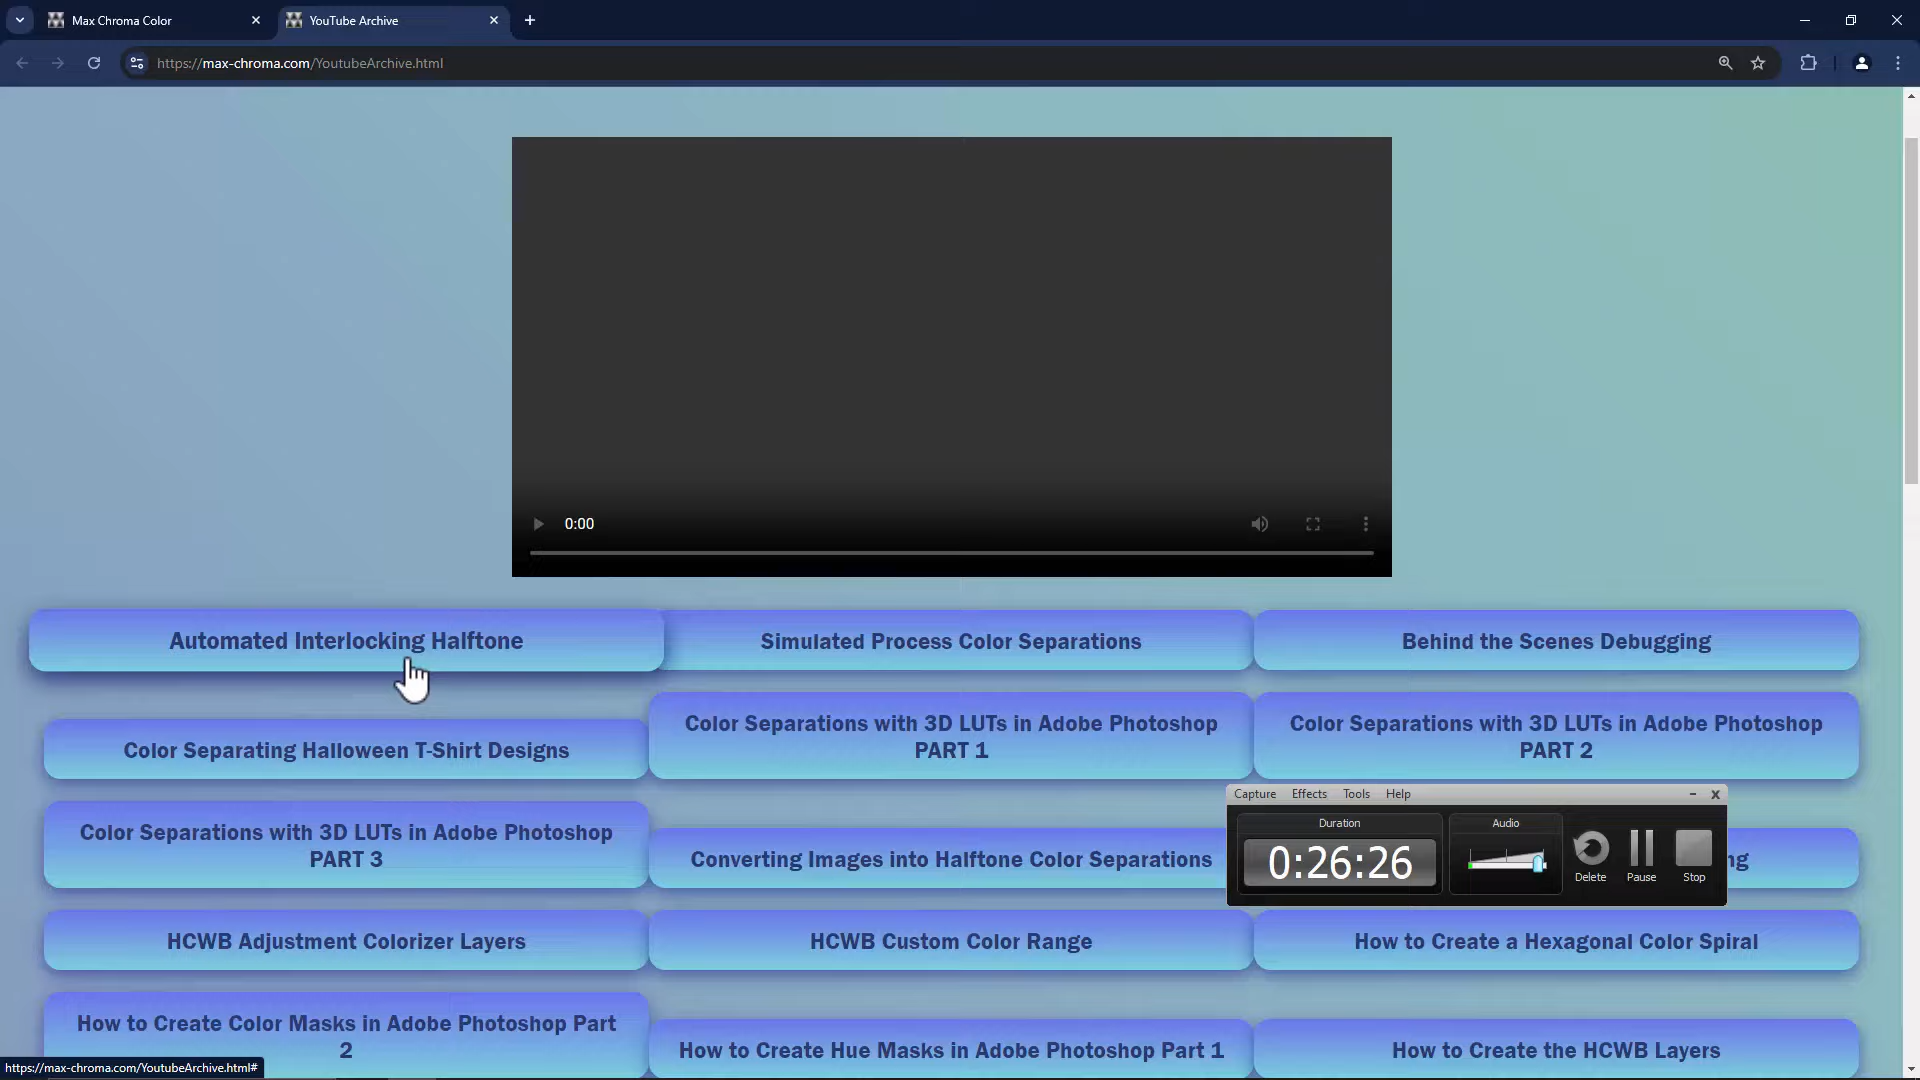 Max Chroma Color
YouTube Archive
https://max-chroma.com/YoutubeArchive.html
0:00
Automated Interlocking Halftone
Simulated Process Color Separations
Behind the Scenes Debugging
Color Separating Halloween T-Shirt Designs
Color Separations with 3D LUTs in Adobe Photoshop
PART 1
Color Separations with 3D LUTs in Adobe Photoshop
PART 2
Capture Effects Tools Help
Duration
Audio
0:26:26
Delete
Pause
Stop
Color Separations with 3D LUTs in Adobe Photoshop
PART 3
Converting Images into Halftone Color Separations
HCWB Adjustment Colorizer Layers
HCWB Custom Color Range
How to Create a Hexagonal Color Spiral
How to Create Color Masks in Adobe Photoshop Part
2
How to Create Hue Masks in Adobe Photoshop Part 1
How to Create the HCWB Layers
https://max-chroma.com/YoutubeArchive.html#